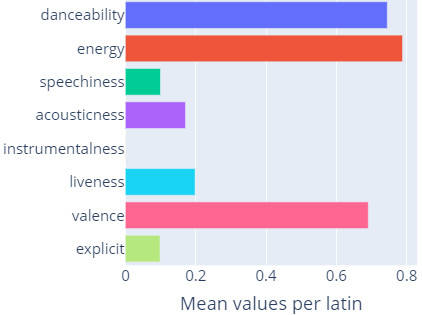 danceability
energy
speechiness
acousticness
instrumentalness
liveness
valence
explicit
0 0.2 0.4 0.6 0.8
Mean values per latin